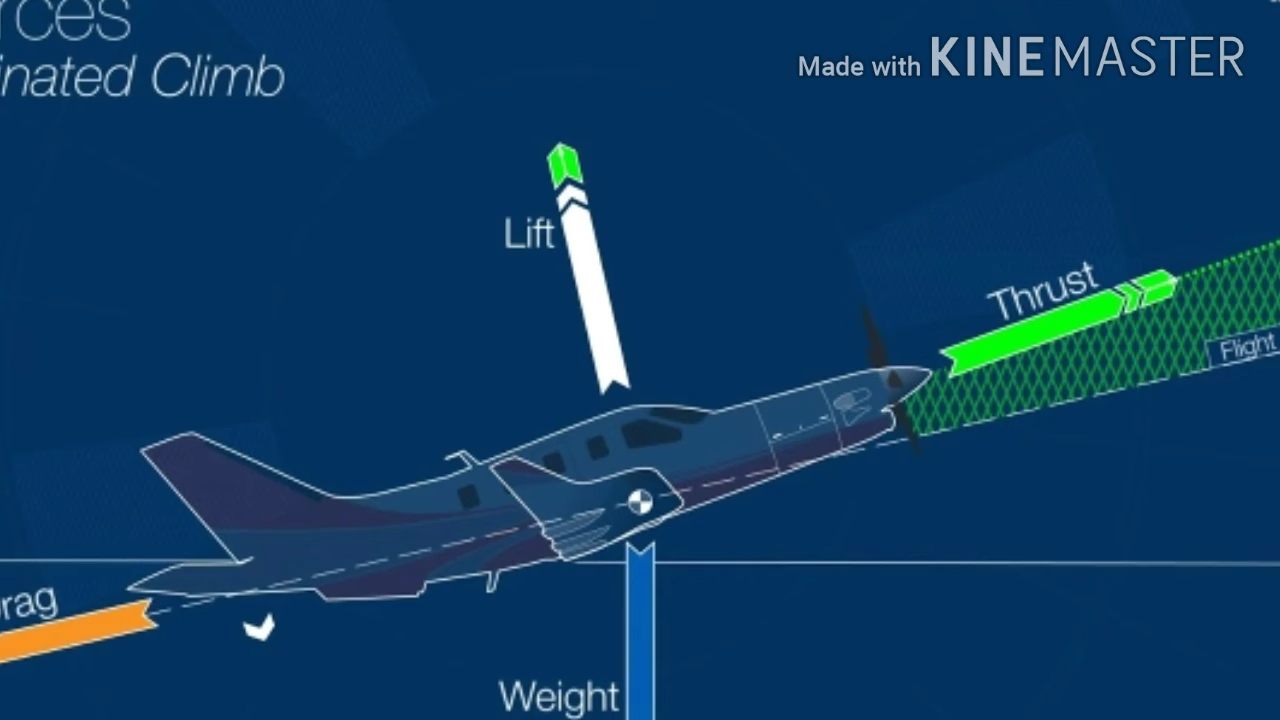 rces
inated Climb
Made with KINEMASTER
Lift
Thrust
Flight
rag
Weight